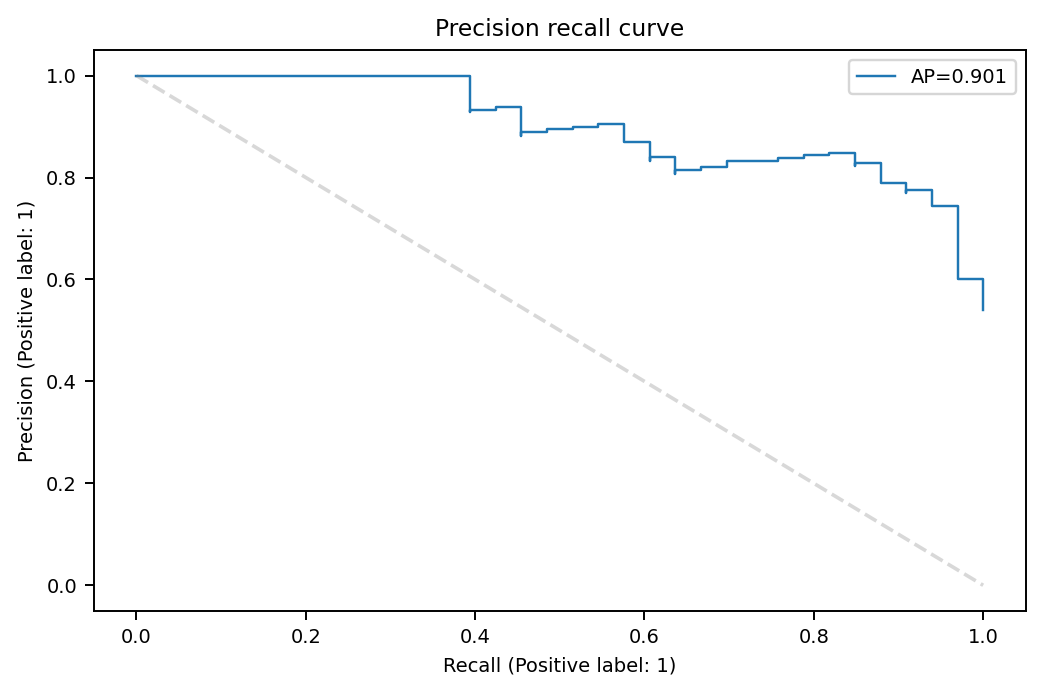 Precision recall curve
AP=0.901
1.0
0.8
0.6
0.4
0.2
0.0
Precision (Positive label: 1)
0.0 0.2 0.4 0.6 0.8 1.0
Recall (Positive label: 1)